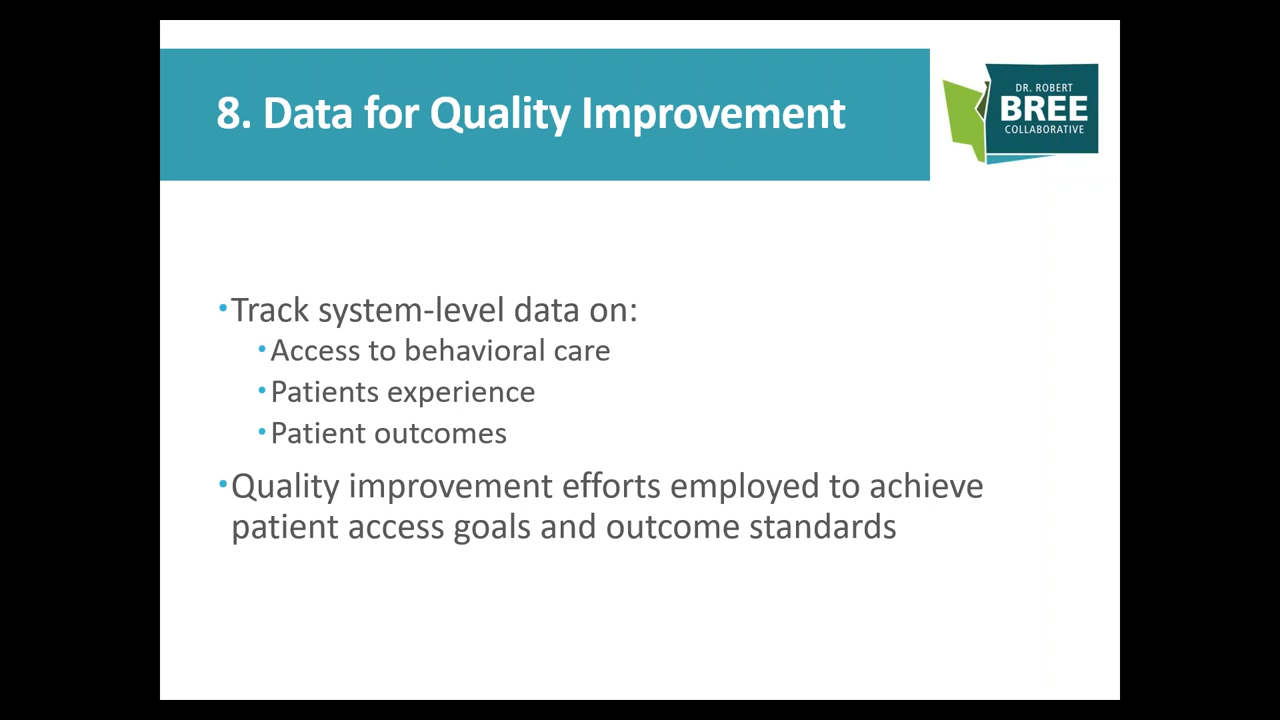 8. Data for Quality Improvement
DR. ROBERT
BREE
COLLABORATIVE
•Track system-level data on:
•Access to behavioral care
•Patients experience
•Patient outcomes
•Quality improvement efforts employed to achieve
patient access goals and outcome standards